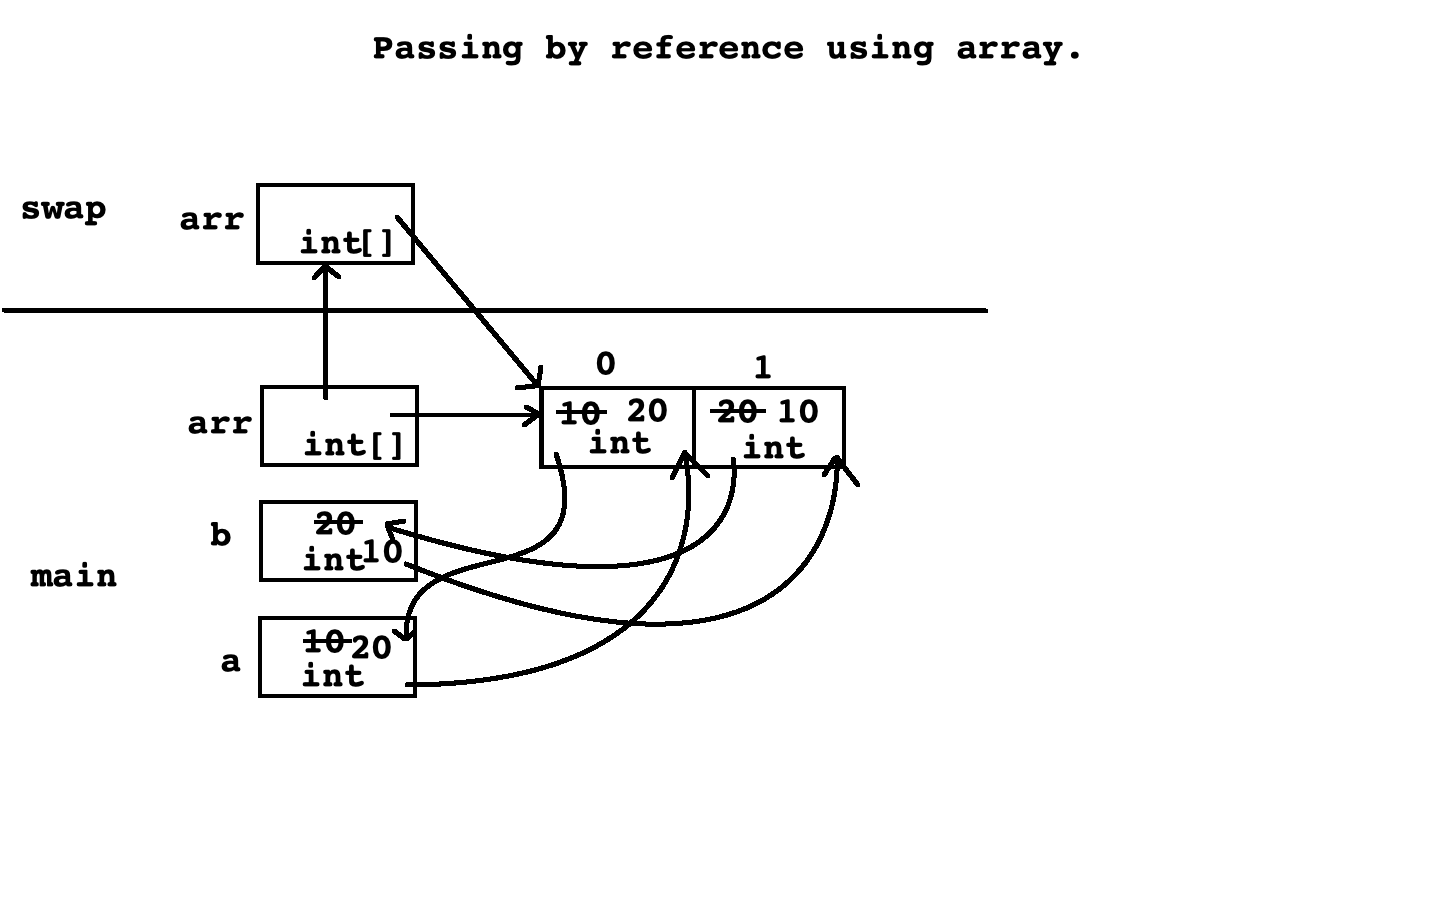 Passing by reference using array.
swap
arr
int[]
0
1
arr
int[]
10 20
int
20 10
int
b
20
int 10
main
a
10 20
int